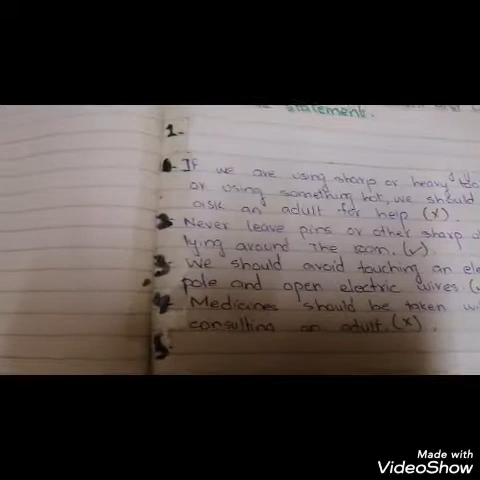 statement.
1.
If we are using sharp or heavy
or using something hot, we should
aisk an adult for help (x).
2. Never leave pins or other sharp
lying around the room. (✓)
3. We should avoid touching an
pole and open electric wires
4. Medicines should be taken
consulting an adult. (x).
5.
Made with
VideoShow